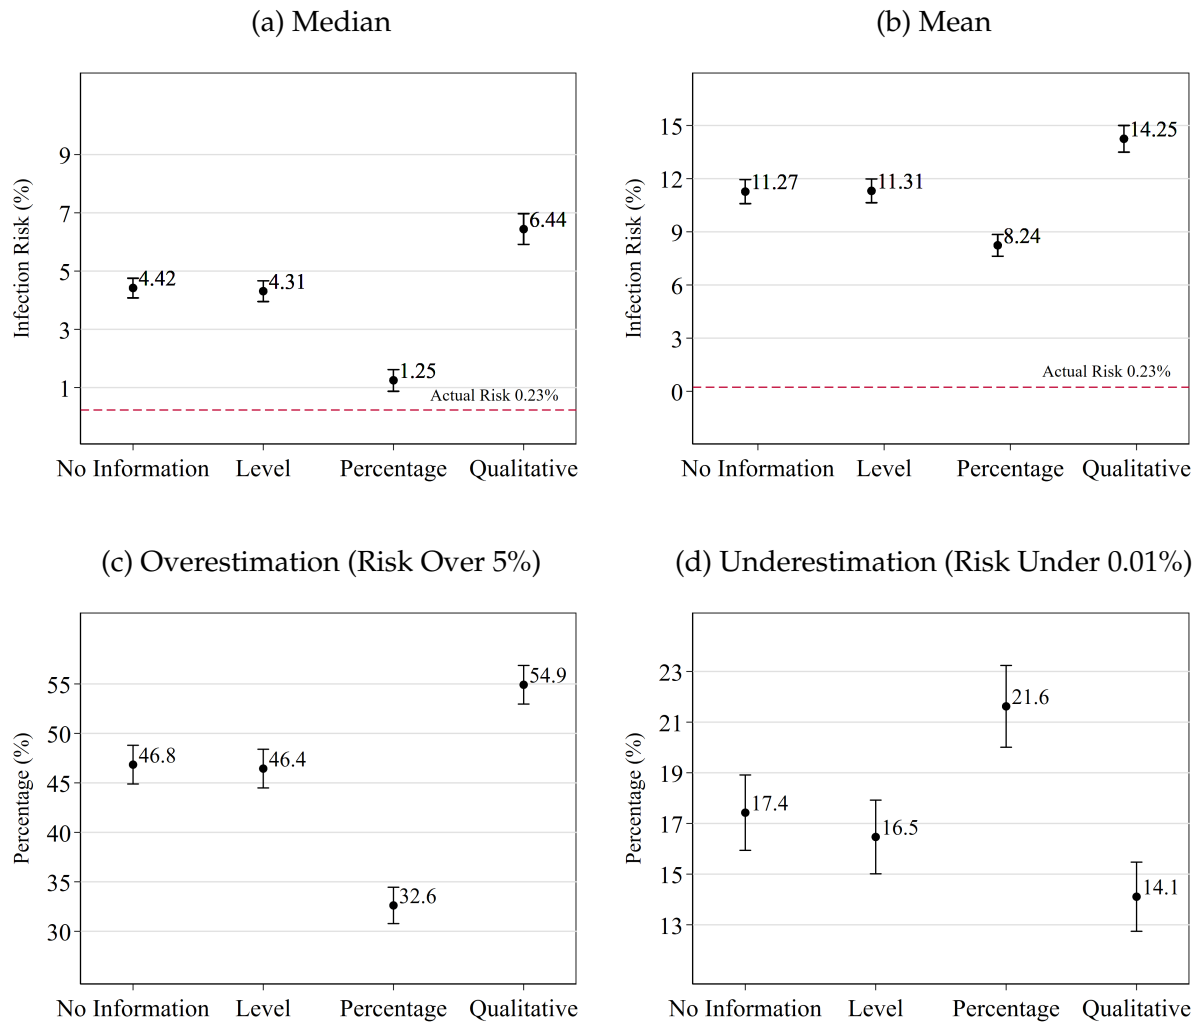 (a) Median
Infection Risk (%)
9
7
5
3
1
4.42
4.31
1.25
6.44
Actual Risk 0.23%
No Information
Level
Percentage
Qualitative
(b) Mean
Infection Risk (%)
15
12
9
6
3
0
11.27
11.31
8.24
14.25
Actual Risk 0.23%
No Information
Level
Percentage
Qualitative
(c) Overestimation (Risk Over 5%)
Percentage (%)
55
50
45
40
35
30
46.8
46.4
32.6
54.9
No Information
Level
Percentage
Qualitative
(d) Underestimation (Risk Under 0.01%)
Percentage (%)
23
21
19
17
15
13
17.4
16.5
21.6
14.1
No Information
Level
Percentage
Qualitative